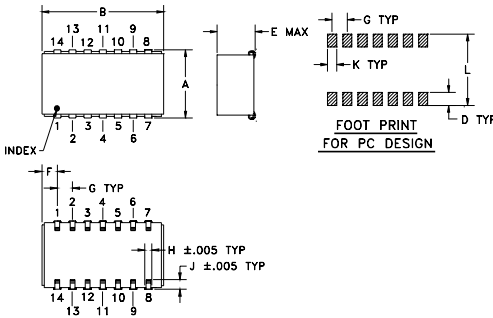 B
13 11 9
14 12 10 8
A
1 3 5 7
2 4 6
INDEX
E MAX
G TYP
K TYP
L
D TYP
FOOT PRINT
FOR PC DESIGN
F
G TYP
2 4 6
1 3 5 7
H ±.005 TYP
J ±.005 TYP
14 12 10 8
13 11 9